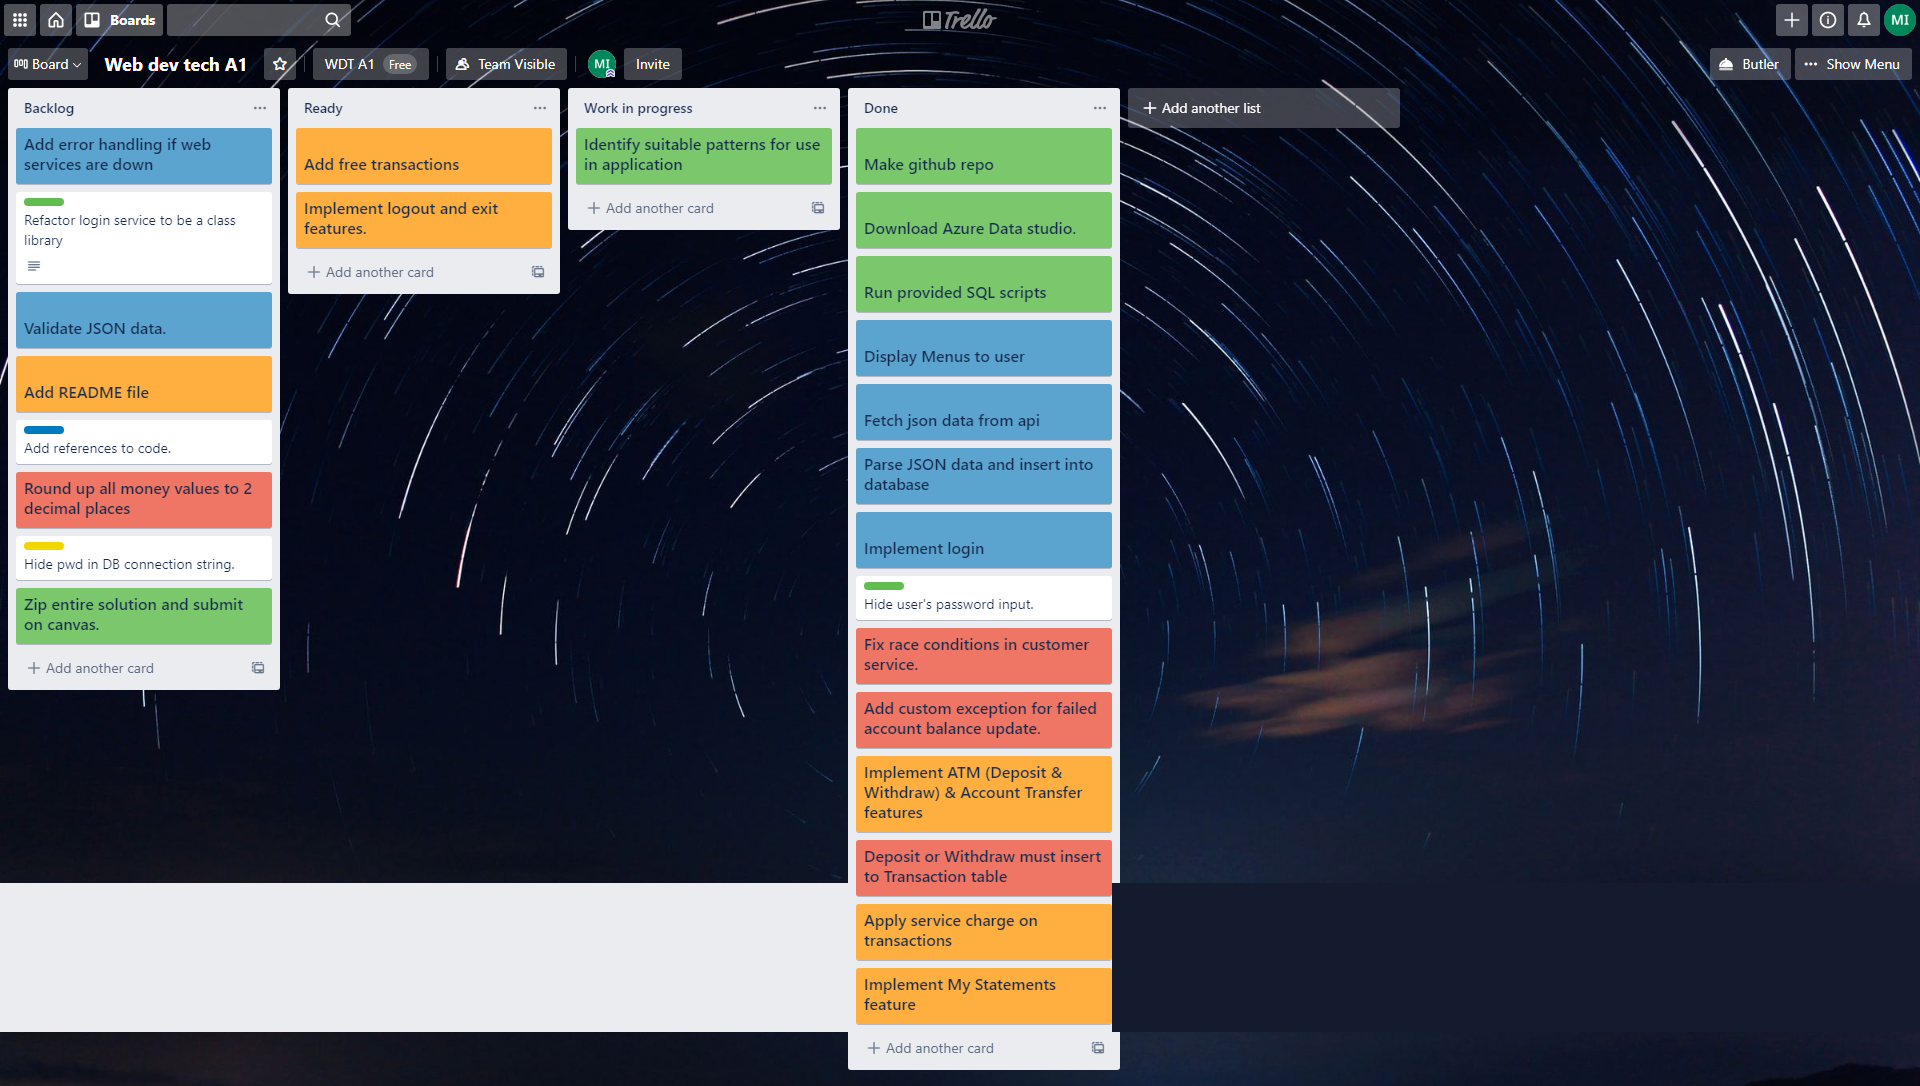 Boards
Trello
Board
Web dev tech A1
WDT A1 Free
Team Visible
MI
Invite
Butler
Show Menu
MI
Backlog
Add error handling if web
services are down
Refactor login service to be a class
library
Validate JSON data.
Add README file
Add references to code.
Round up all money values to 2
decimal places
Hide pwd in DB connection string.
Zip entire solution and submit
on canvas.
Add another card
Ready
Add free transactions
Implement logout and exit
features.
Add another card
Work in progress
Identify suitable patterns for use
in application
Add another card
Done
Make github repo
Download Azure Data studio.
Run provided SQL scripts
Display Menus to user
Fetch json data from api
Parse JSON data and insert into
database
Implement login
Hide user's password input.
Fix race conditions in customer
service.
Add custom exception for failed
account balance update.
Implement ATM (Deposit &
Withdraw) & Account Transfer
features
Deposit or Withdraw must insert
to Transaction table
Apply service charge on
transactions
Implement My Statements
feature
Add another card
Add another list